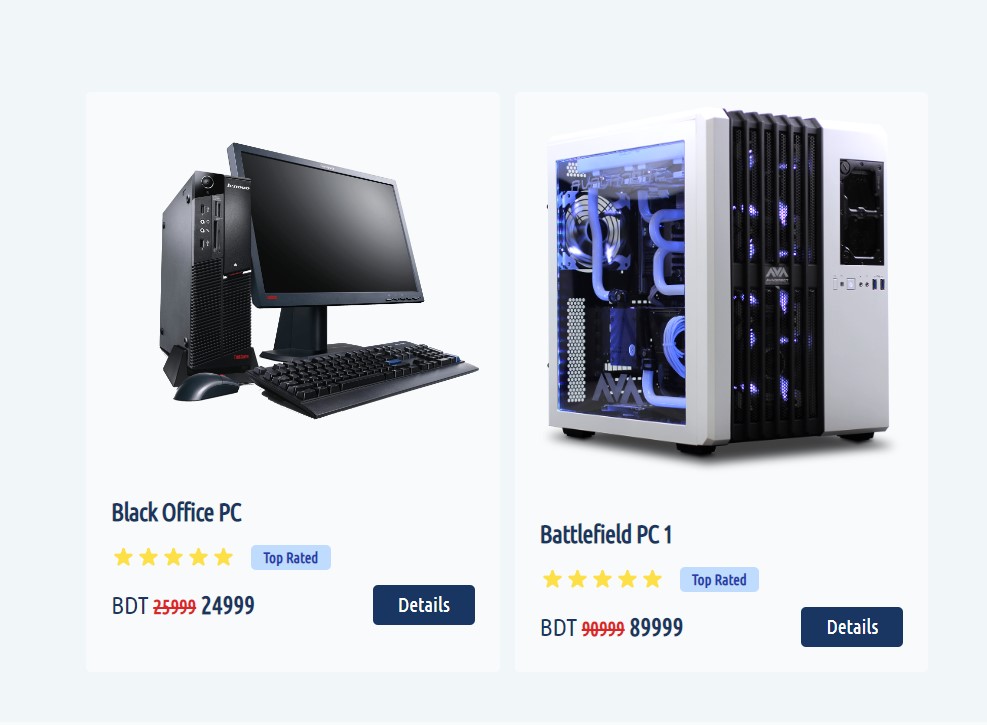 lenovo
AVA
AVA
Black Office PC
Top Rated
BDT 25999 24999
Details
Battlefield PC 1
Top Rated
BDT 90999 89999
Details